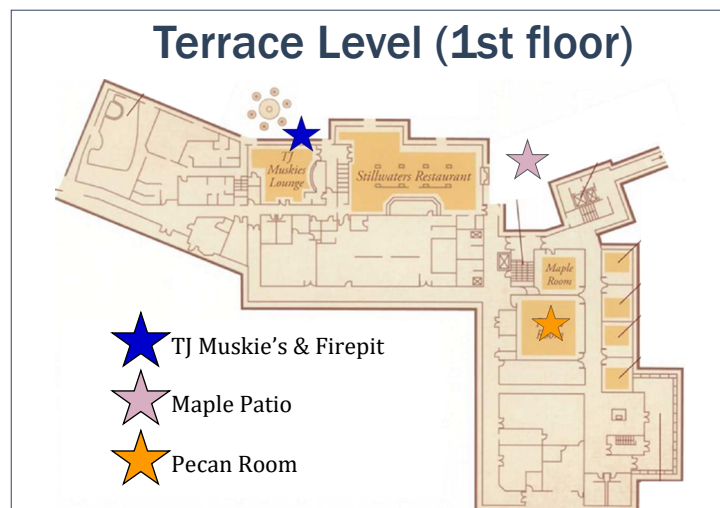 Terrace Level (1st floor)
TJ
Muskies
Lounge
Stillwaters Restaurant
Maple
Room
TJ Muskie's & Firepit
Maple Patio
Pecan Room